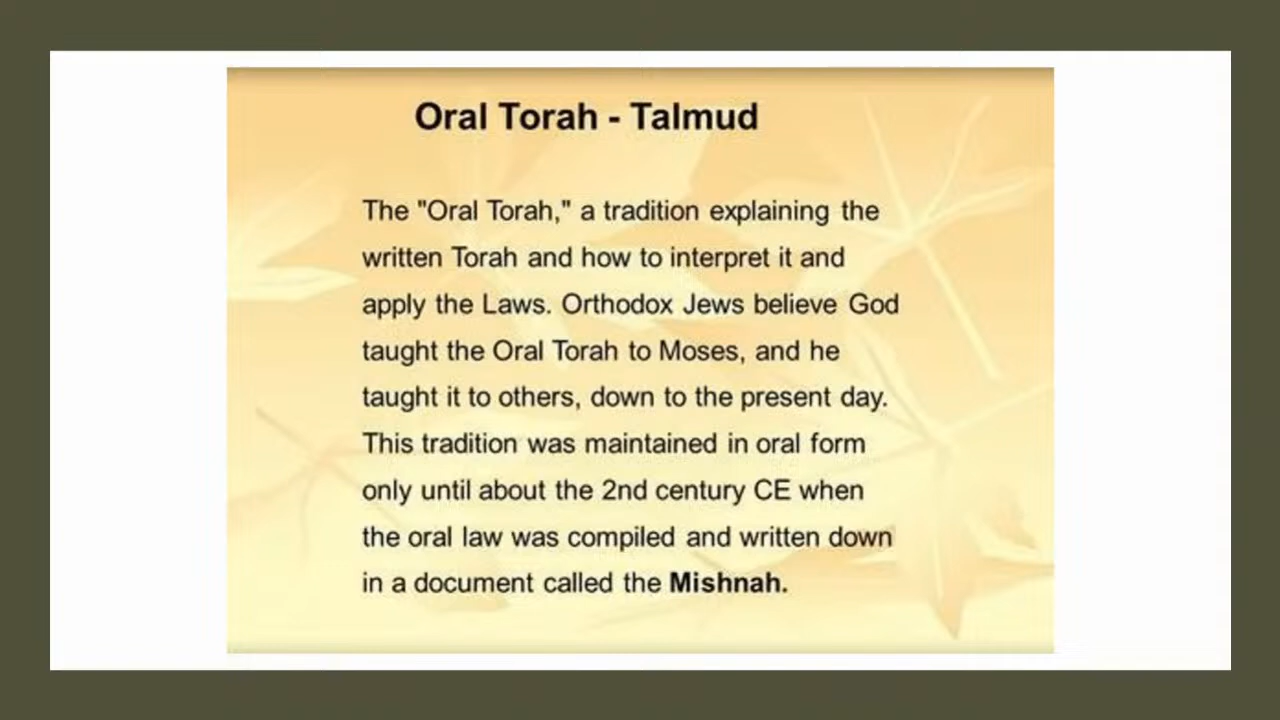 Oral Torah - Talmud
The "Oral Torah," a tradition explaining the
written Torah and how to interpret it and
apply the Laws. Orthodox Jews believe God
taught the Oral Torah to Moses, and he
taught it to others, down to the present day.
This tradition was maintained in oral form
only until about the 2nd century CE when
the oral law was compiled and written down
in a document called the Mishnah.